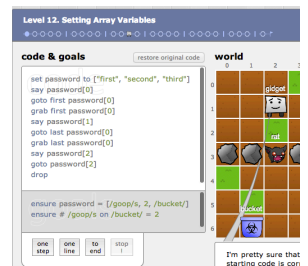 Level 12. Setting Array Variables
code & goals
restore original code
world
0 1 2 3
set password to ["first", "second", "third"]
say password[0]
goto first password[0]
grab first password[0]
say password[1]
goto last password[0]
grab last password[0]
say password[2]
goto password[2]
drop
ensure password = [/goop/s, 2, /bucket/]
ensure # /goop/s on /bucket/ = 2
one step
one line
to end
stop !
0
gidget
1
2
rat
3
4
5
bucket
6
I'm pretty sure that
starting code is corr